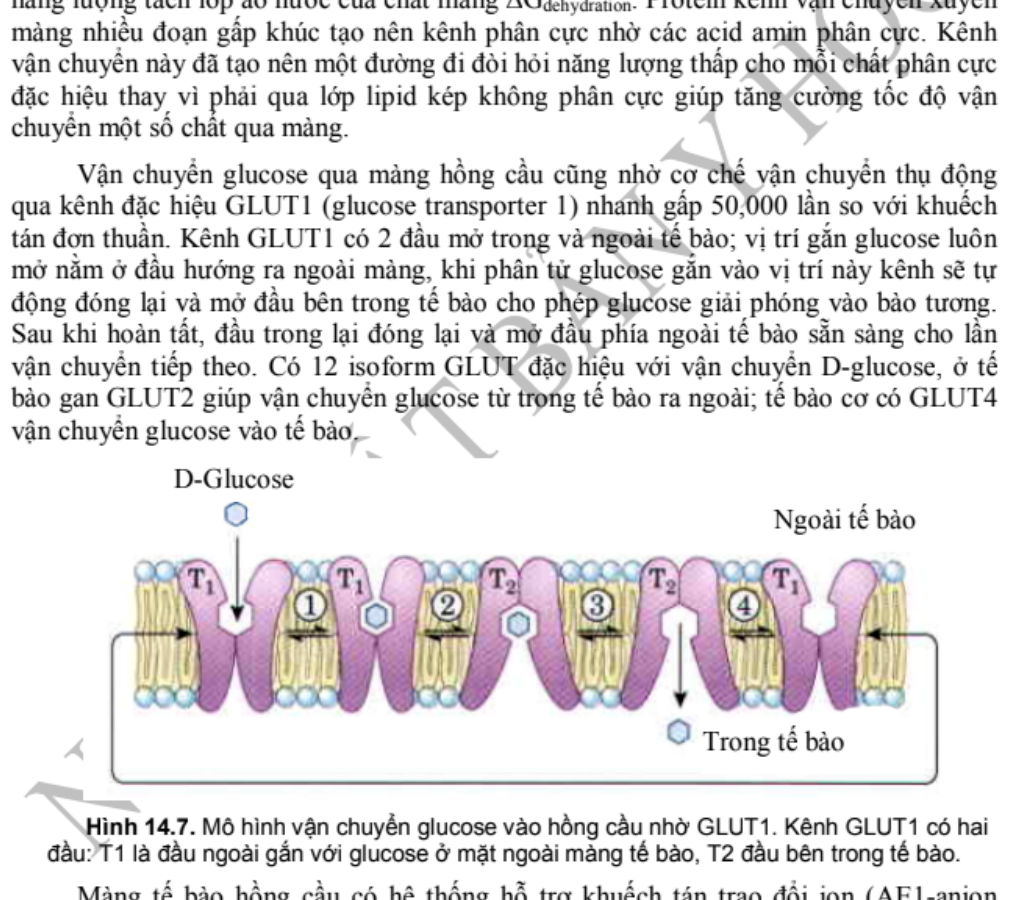 năng lượng tách lớp áo nước của chất mang ΔGdehydration. Protein kênh vận chuyển xuyên
màng nhiều đoạn gấp khúc tạo nên kênh phân cực nhờ các acid amin phân cực. Kênh
vận chuyển này đã tạo nên một đường đi đòi hỏi năng lượng thấp cho mỗi chất phân cực
đặc hiệu thay vì phải qua lớp lipid kép không phân cực giúp tăng cường tốc độ vận
chuyển một số chất qua màng.
Vận chuyển glucose qua màng hồng cầu cũng nhờ cơ chế vận chuyển thụ động
qua kênh đặc hiệu GLUT1 (glucose transporter 1) nhanh gấp 50,000 lần so với khuếch
tán đơn thuần. Kênh GLUT1 có 2 đầu mở trong và ngoài tế bào; vị trí gắn glucose luôn
mở nằm ở đầu hướng ra ngoài màng, khi phân tử glucose gắn vào vị trí này kênh sẽ tự
động đóng lại và mở đầu bên trong tế bào cho phép glucose giải phóng vào bào tương.
Sau khi hoàn tất, đầu trong lại đóng lại và mở đầu phía ngoài tế bào sẵn sàng cho lần
vận chuyển tiếp theo. Có 12 isoform GLUT đặc hiệu với vận chuyển D-glucose, ở tế
bào gan GLUT2 giúp vận chuyển glucose từ trong tế bào ra ngoài; tế bào cơ có GLUT4
vận chuyển glucose vào tế bào.
D-Glucose
Ngoài tế bào
T1 1 T1 2 T2 3 T2 4 T1
Trong tế bào
Hình 14.7. Mô hình vận chuyển glucose vào hồng cầu nhờ GLUT1. Kênh GLUT1 có hai
đầu: T1 là đầu ngoài gắn với glucose ở mặt ngoài màng tế bào, T2 đầu bên trong tế bào.
Màng tế bào hồng cầu có hệ thống hỗ trợ khuếch tán trao đổi ion (AE1-anion